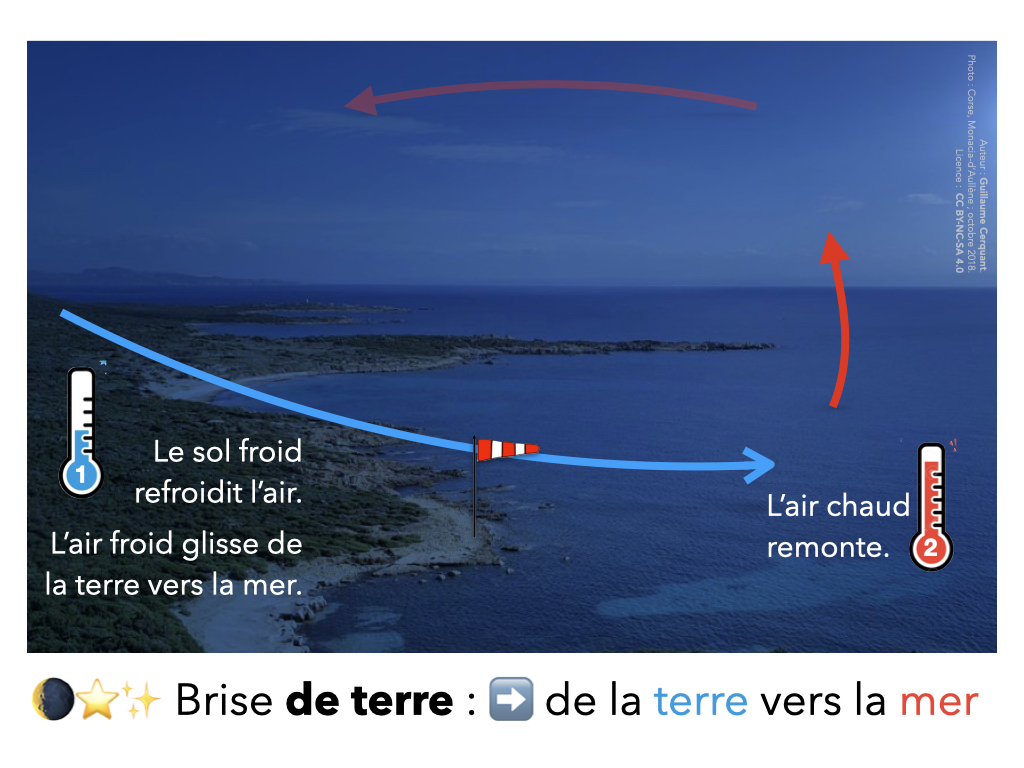 Photo : Corse, Monacia-d'Aullène ; octobre 2018.
Auteur : Guillaume Cerquant
Licence : CC BY-NC-SA 4.0
1
Le sol froid
refroidit l'air.
L'air froid glisse de
la terre vers la mer.
L'air chaud
remonte.
2
Brise de terre : ➡️ de la terre vers la mer